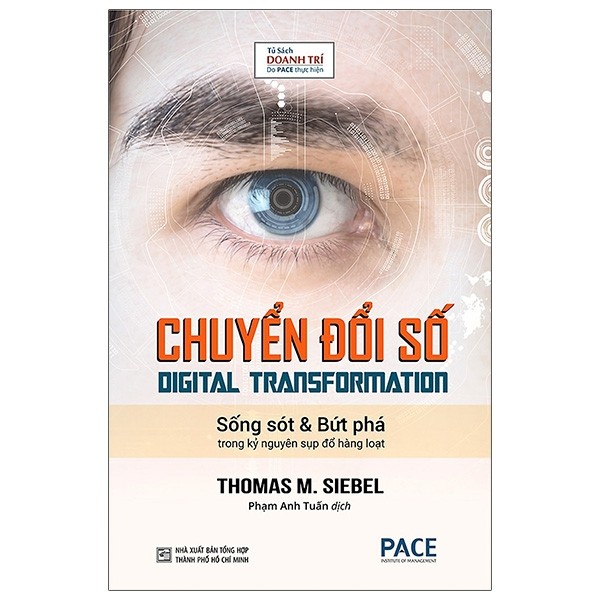 Tủ Sách
DOANH TRÍ
Do PACE thực hiện
CHUYỂN ĐỔI SỐ
DIGITAL TRANSFORMATION
Sống sót & Bứt phá
trong kỷ nguyên sụp đổ hàng loạt
THOMAS M. SIEBEL
Phạm Anh Tuấn dịch
NHÀ XUẤT BẢN TỔNG HỢP
THÀNH PHỐ HỒ CHÍ MINH
PACE
INSTITUTE OF MANAGEMENT